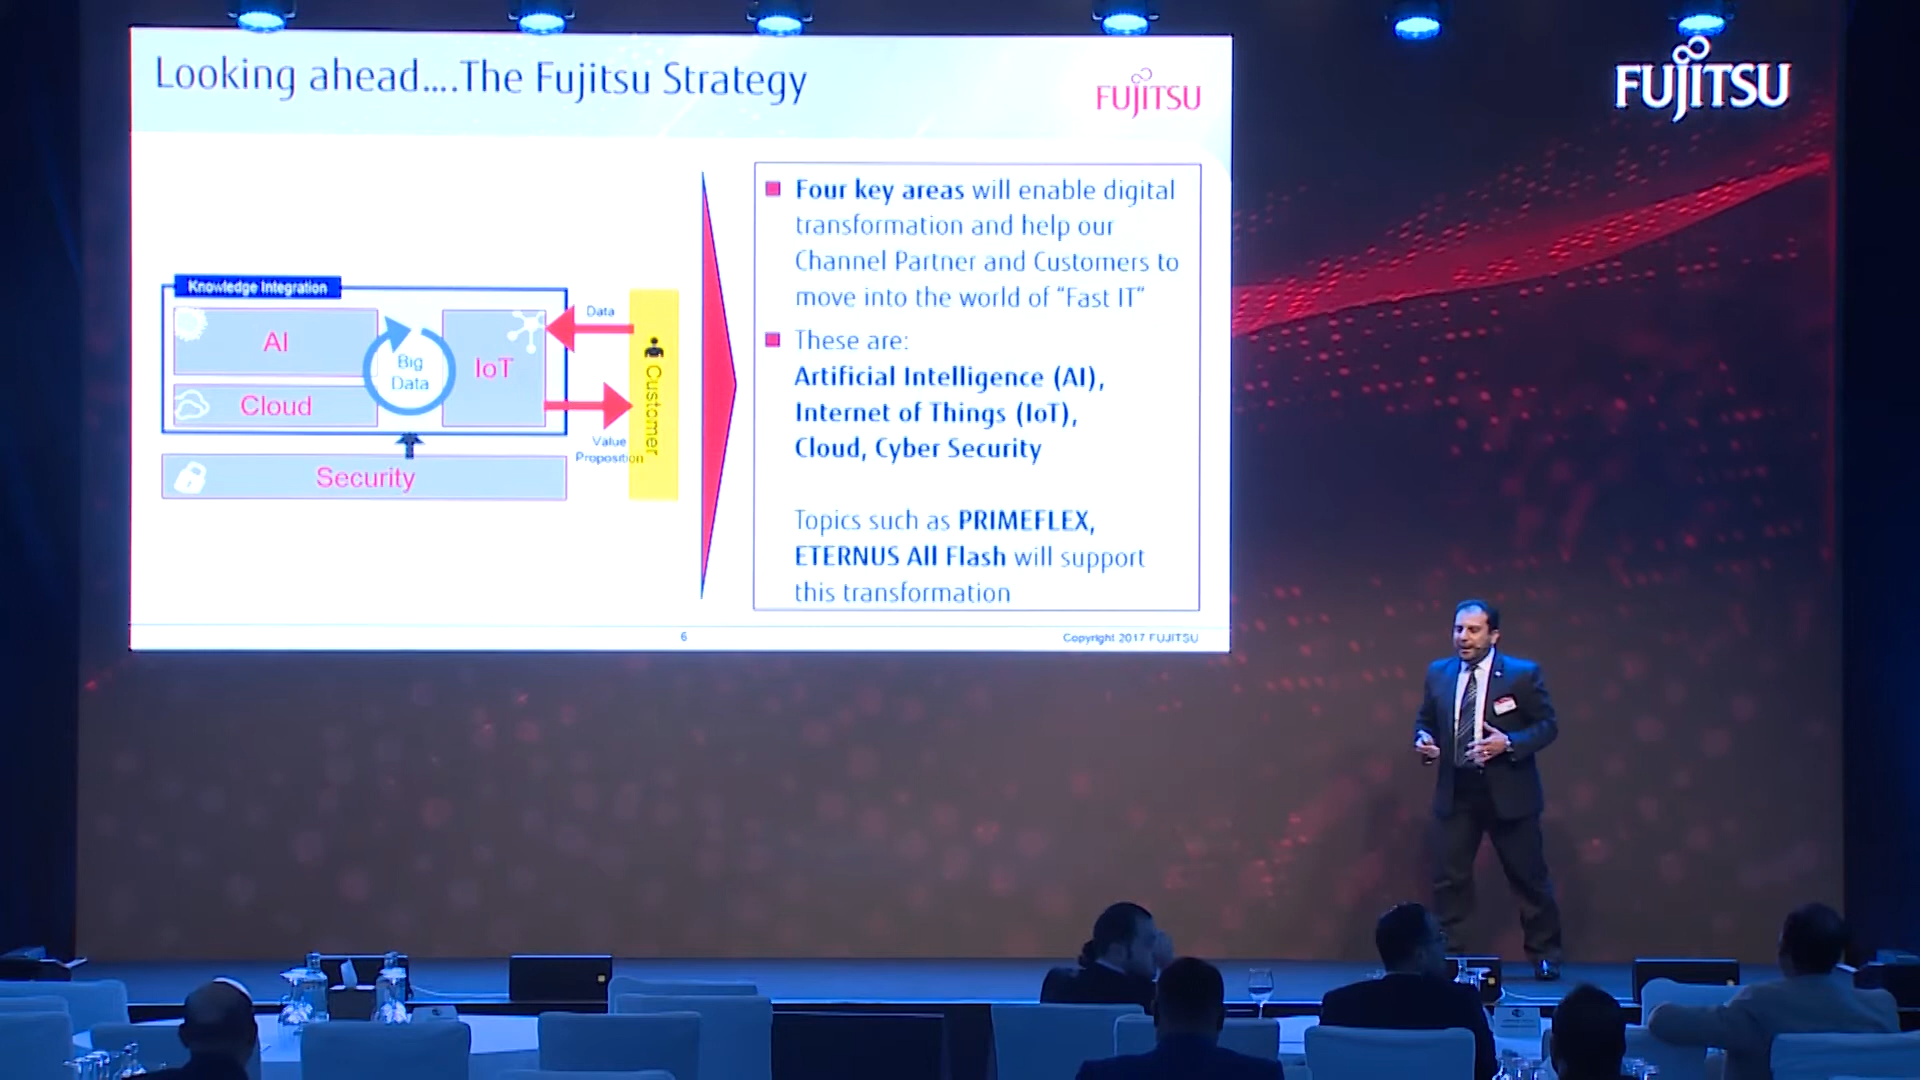 Looking ahead....The Fujitsu Strategy
FUJITSU
FUJITSU
Knowledge Integration
AI
Cloud
Big
Data
IoT
Security
Data
Value
Proposition
Customer
Four key areas will enable digital
transformation and help our
Channel Partner and Customers to
move into the world of “Fast IT”
These are:
Artificial Intelligence (AI),
Internet of Things (IoT),
Cloud, Cyber Security
Topics such as PRIMEFLEX,
ETERNUS All Flash will support
this transformation
6
Copyright 2017 FUJITSU